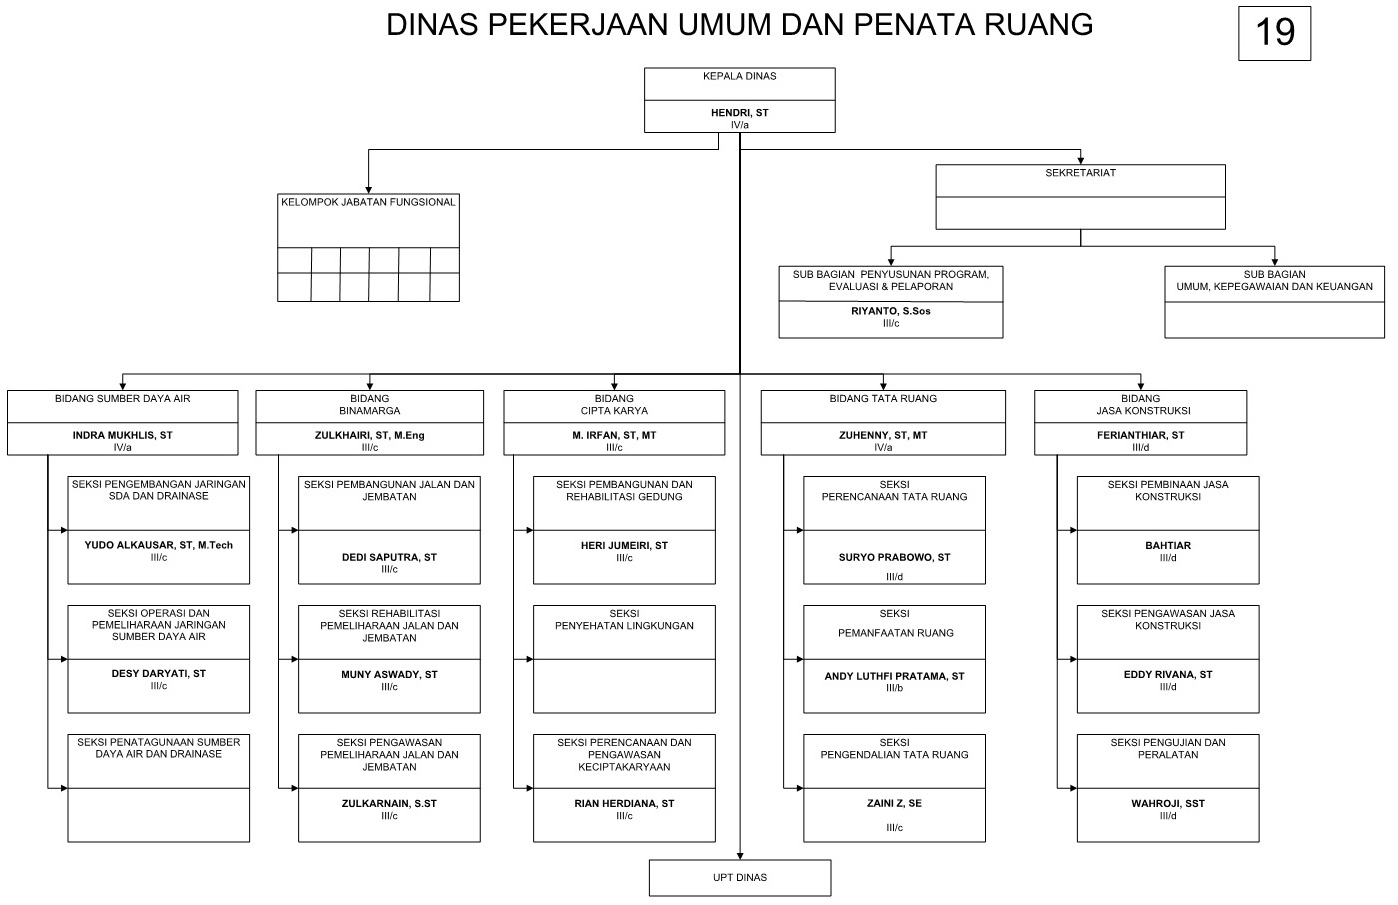 DINAS PEKERJAAN UMUM DAN PENATA RUANG
19
KEPALA DINAS
HENDRI, ST
IV/a
KELOMPOK JABATAN FUNGSIONAL
SEKRETARIAT
SUB BAGIAN PENYUSUNAN PROGRAM,
EVALUASI & PELAPORAN
RIYANTO, S.Sos
III/c
SUB BAGIAN
UMUM, KEPEGAWAIAN DAN KEUANGAN
BIDANG SUMBER DAYA AIR
INDRA MUKHLIS, ST
IV/a
SEKSI PENGEMBANGAN JARINGAN
SDA DAN DRAINASE
YUDO ALKAUSAR, ST, M.Tech
III/c
SEKSI OPERASI DAN
PEMELIHARAAN JARINGAN
SUMBER DAYA AIR
DESY DARYATI, ST
III/c
SEKSI PENATAGUNAAN SUMBER
DAYA AIR DAN DRAINASE
BIDANG
BINAMARGA
ZULKHAIRI, ST, M.Eng
III/c
SEKSI PEMBANGUNAN JALAN DAN
JEMBATAN
DEDI SAPUTRA, ST
III/c
SEKSI REHABILITASI
PEMELIHARAAN JALAN DAN
JEMBATAN
MUNY ASWADY, ST
III/c
SEKSI PENGAWASAN
PEMELIHARAAN JALAN DAN
JEMBATAN
ZULKARNAIN, S.ST
III/c
BIDANG
CIPTA KARYA
M. IRFAN, ST, MT
III/c
SEKSI PEMBANGUNAN DAN
REHABILITASI GEDUNG
HERI JUMEIRI, ST
III/c
SEKSI
PENYEHATAN LINGKUNGAN
SEKSI PERENCANAAN DAN
PENGAWASAN
KECIPTAKARYAAN
RIAN HERDIANA, ST
III/c
BIDANG TATA RUANG
ZUHENNY, ST, MT
IV/a
SEKSI
PERENCANAAN TATA RUANG
SURYO PRABOWO, ST
III/d
SEKSI
PEMANFAATAN RUANG
ANDY LUTHFI PRATAMA, ST
III/b
SEKSI
PENGENDALIAN TATA RUANG
ZAINI Z, SE
III/c
BIDANG
JASA KONSTRUKSI
FERIANTHIAR, ST
III/d
SEKSI PEMBINAAN JASA
KONSTRUKSI
BAHTIAR
III/d
SEKSI PENGAWASAN JASA
KONSTRUKSI
EDDY RIVANA, ST
III/d
SEKSI PENGUJIAN DAN
PERALATAN
WAHROJI, SST
III/d
UPT DINAS